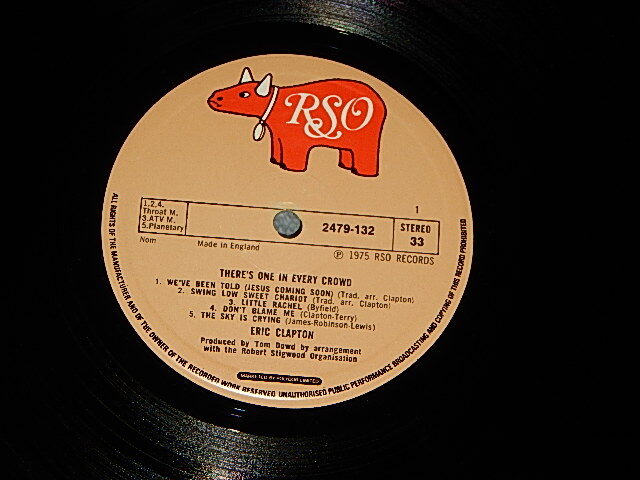 RSO
1
1,2,4.
Throat M.
3.ATV M.
5.Planetary
2479-132
STEREO
33
Nom
Made in England
℗ 1975 RSO RECORDS
THERE'S ONE IN EVERY CROWD
1. WE'VE BEEN TOLD (JESUS COMING SOON) (Trad. arr. Clapton)
2. SWING LOW SWEET CHARIOT (Trad. arr. Clapton)
3. LITTLE RACHEL (Byfield)
4. DON'T BLAME ME (Clapton-Terry)
5. THE SKY IS CRYING (James-Robinson-Lewis)
ERIC CLAPTON
Produced by Tom Dowd by arrangement
with the Robert Stigwood Organisation
MARKETED BY POLYDOR LIMITED
ALL RIGHTS OF THE MANUFACTURER AND OF THE OWNER OF THE RECORDED WORK RESERVED UNAUTHORISED PUBLIC PERFORMANCE BROADCASTING AND COPYING OF THIS RECORD PROHIBITED